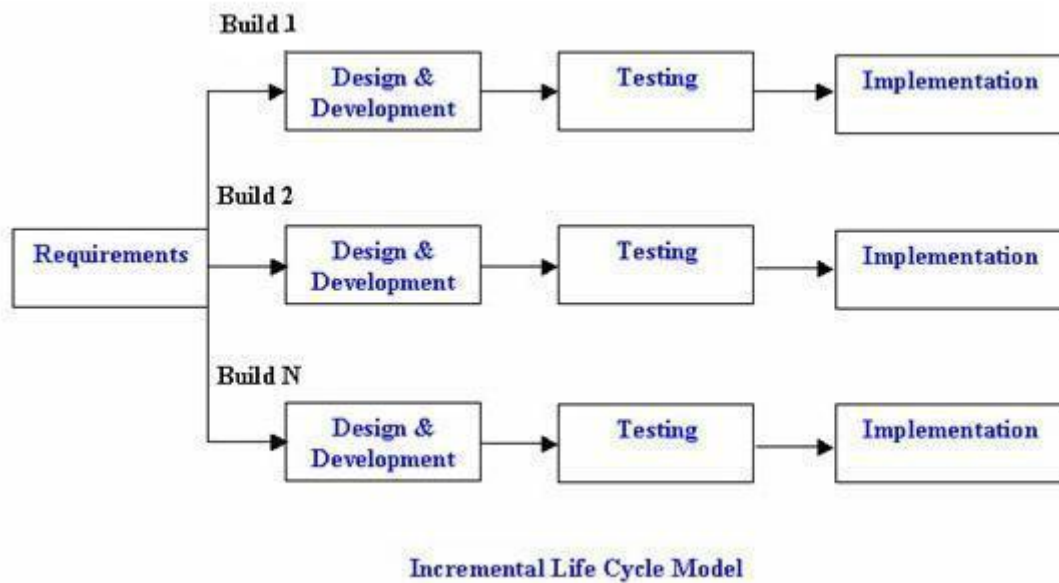 Build 1
Design &
Development
Testing
Implementation
Build 2
Requirements
Design &
Development
Testing
Implementation
Build N
Design &
Development
Testing
Implementation
Incremental Life Cycle Model